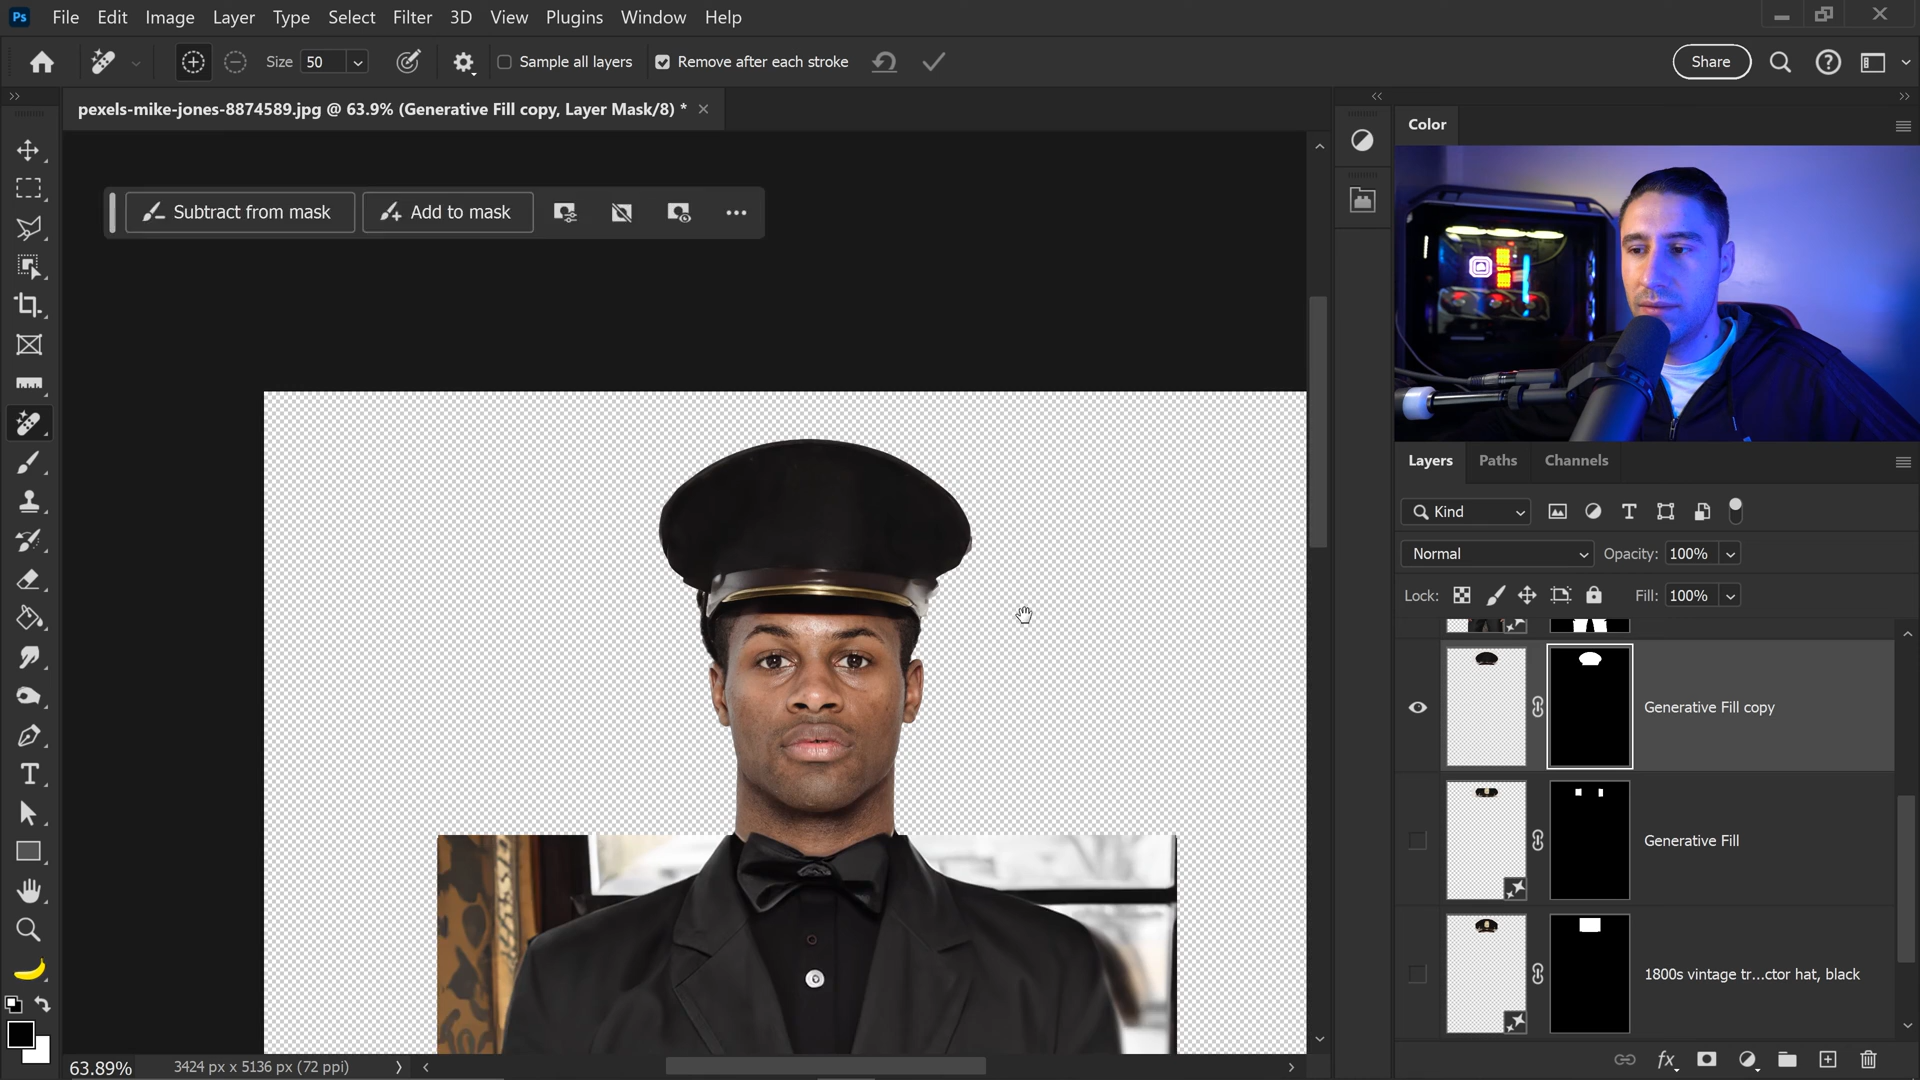 Ps File Edit Image Layer Type Select Filter 3D View Plugins Window Help
Size 50 Sample all layers Remove after each stroke Share
pexels-mike-jones-8874589.jpg @ 63.9% (Generative Fill copy, Layer Mask/8) *
Color
Subtract from mask Add to mask
Layers Paths Channels
Kind
Normal Opacity: 100%
Lock: Fill: 100%
Generative Fill copy
Generative Fill
1800s vintage tr...ctor hat, black
63.89% 3424 px x 5136 px (72 ppi)
fx